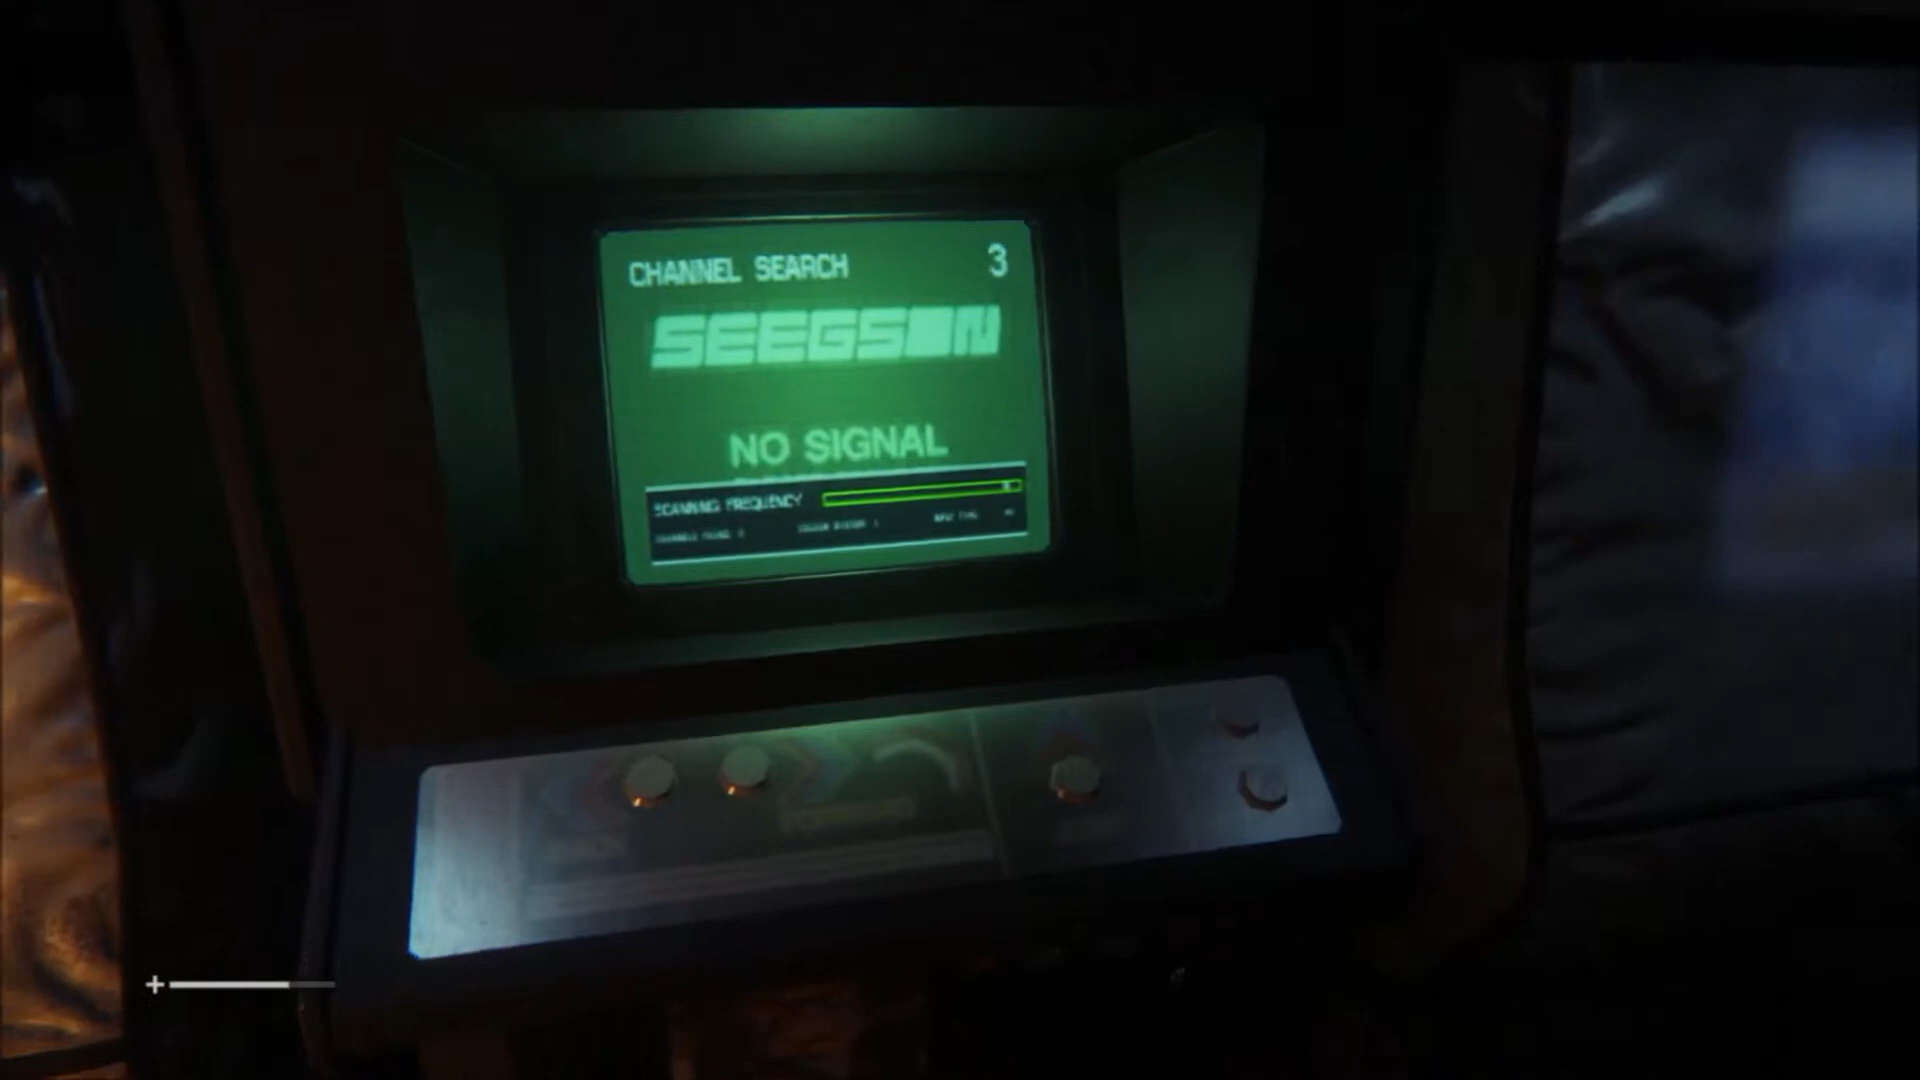 CHANNEL SEARCH 3
SEEGSON
NO SIGNAL
SCANNING FREQUENCY